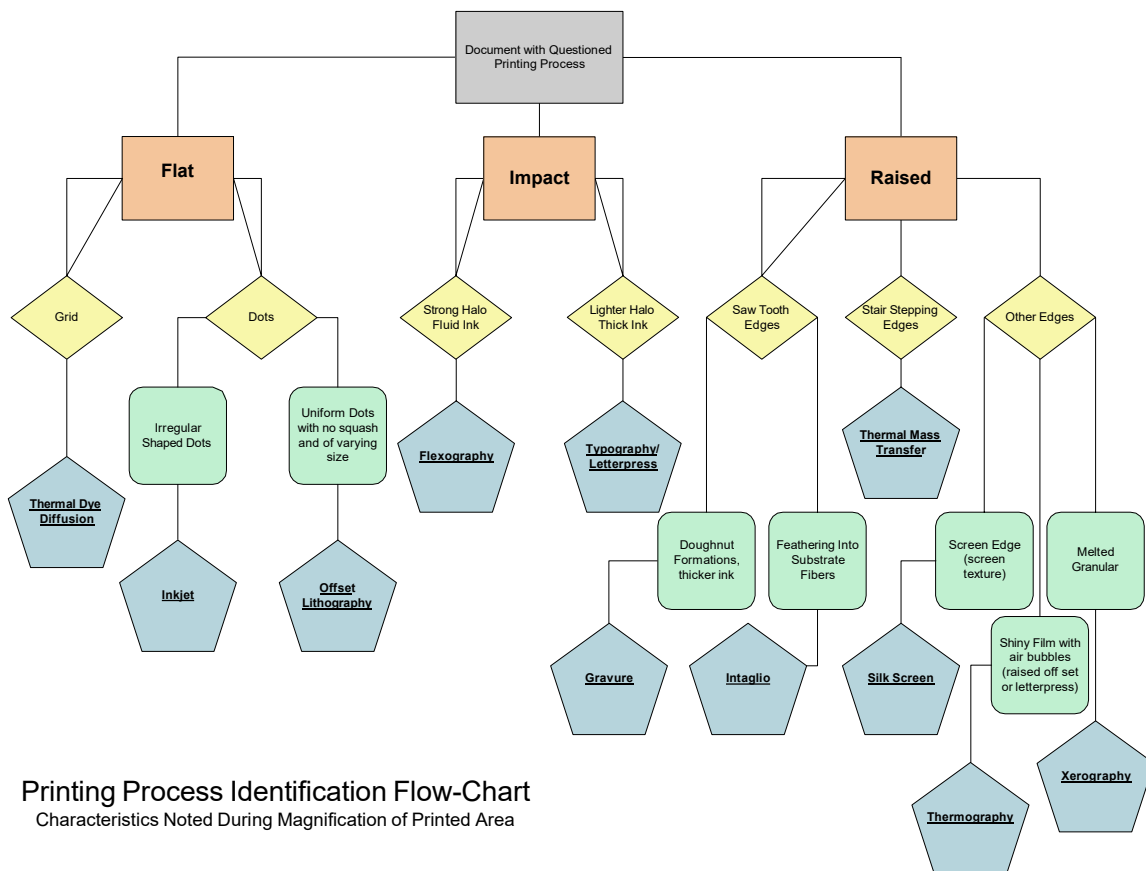 Document with Questioned
Printing Process
Flat
Impact
Raised
Grid
Dots
Strong Halo
Fluid Ink
Lighter Halo
Thick Ink
Saw Tooth
Edges
Stair Stepping
Edges
Other Edges
Irregular
Shaped Dots
Uniform Dots
with no squash
and of varying
size
Flexography
Typography/
Letterpress
Thermal Mass
Transfer
Thermal Dye
Diffusion
Inkjet
Offset
Lithography
Doughnut
Formations,
thicker ink
Feathering Into
Substrate
Fibers
Screen Edge
(screen
texture)
Melted
Granular
Shiny Film with
air bubbles
(raised off set
or letterpress)
Gravure
Intaglio
Silk Screen
Thermography
Xerography
Printing Process Identification Flow-Chart
Characteristics Noted During Magnification of Printed Area